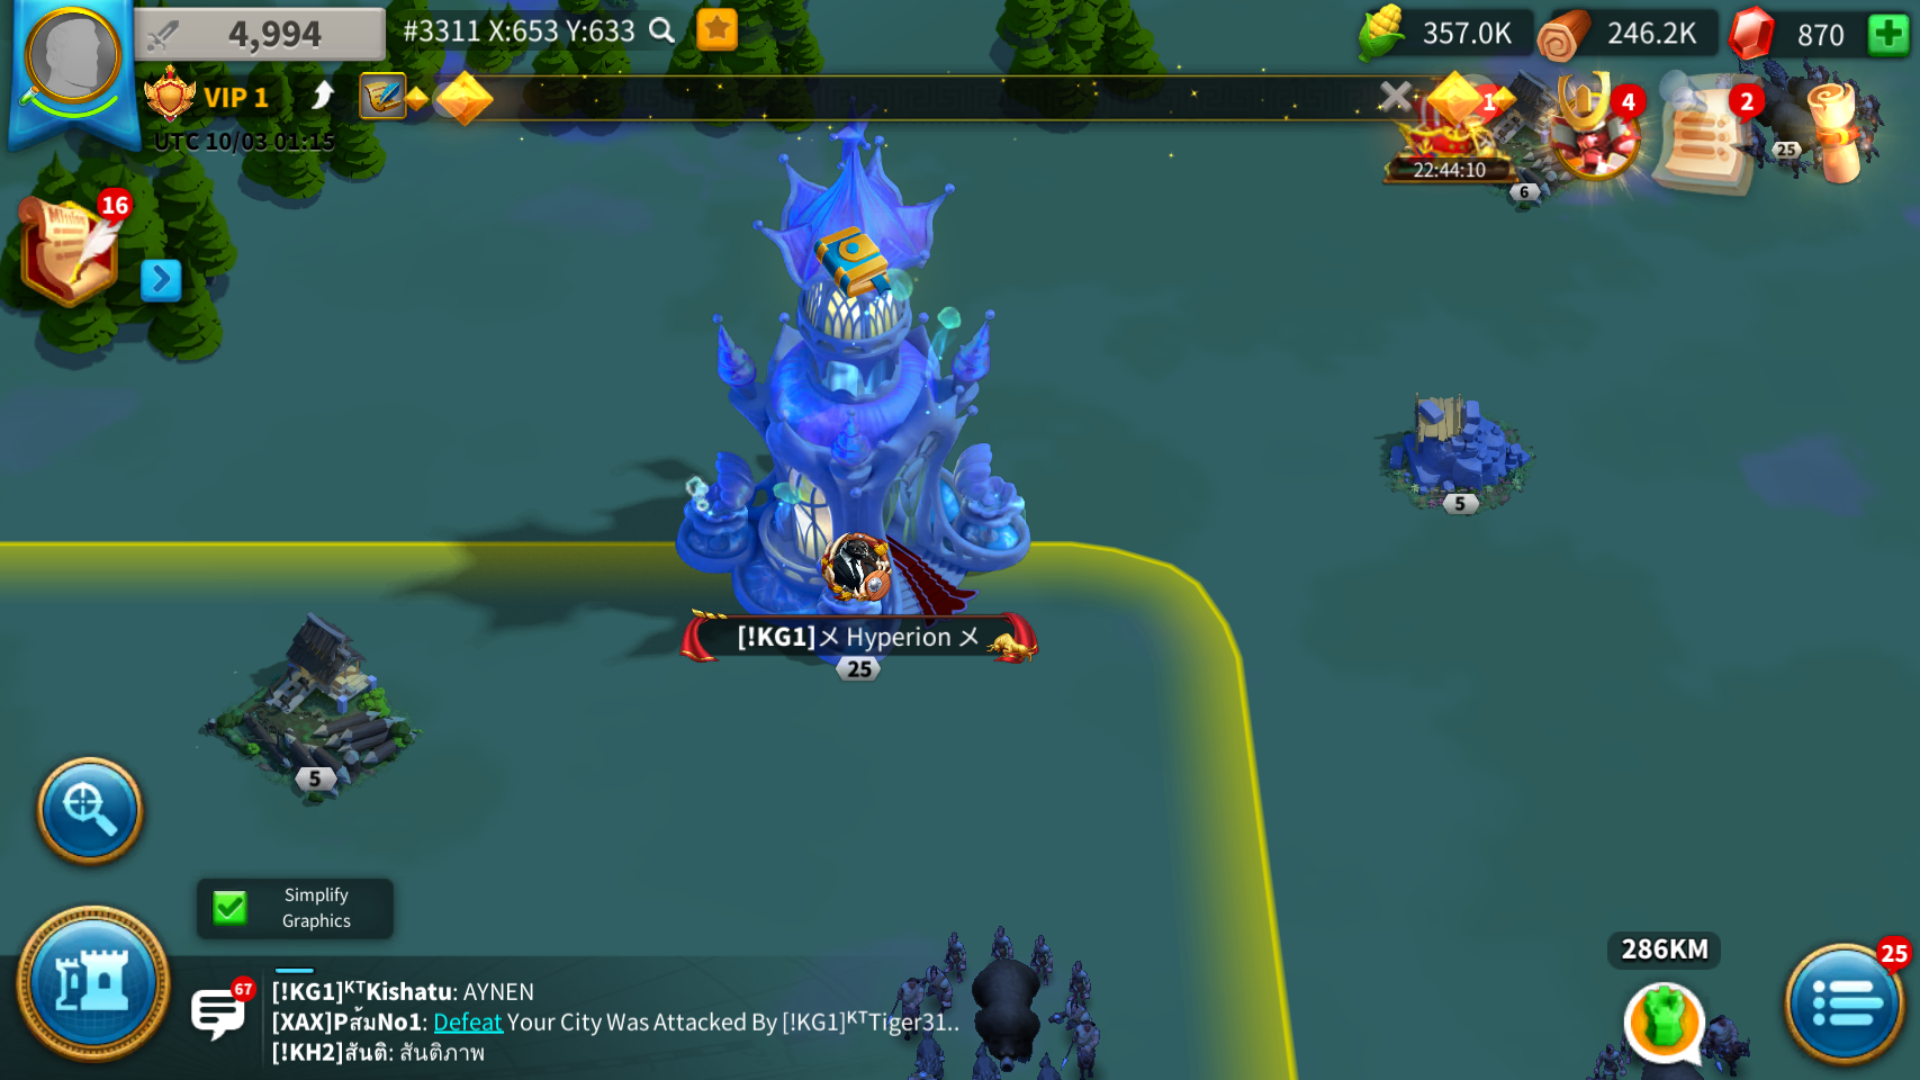 4,994
#3311 X:653 Y:633
357.0K
246.2K
870
VIP 1
UTC 10/03 01:15
1
4
2
22:44:10
25
6
16
Mission
5
[!KG1]メ Hyperion メ
25
5
Simplify
Graphics
286KM
25
67
[!KG1]ᴷᵀKishatu: AYNEN
[XAX]Pส้มNo1: Defeat Your City Was Attacked By [!KG1]ᴷᵀTiger31..
[!KH2]สันติ: สันติภาพ